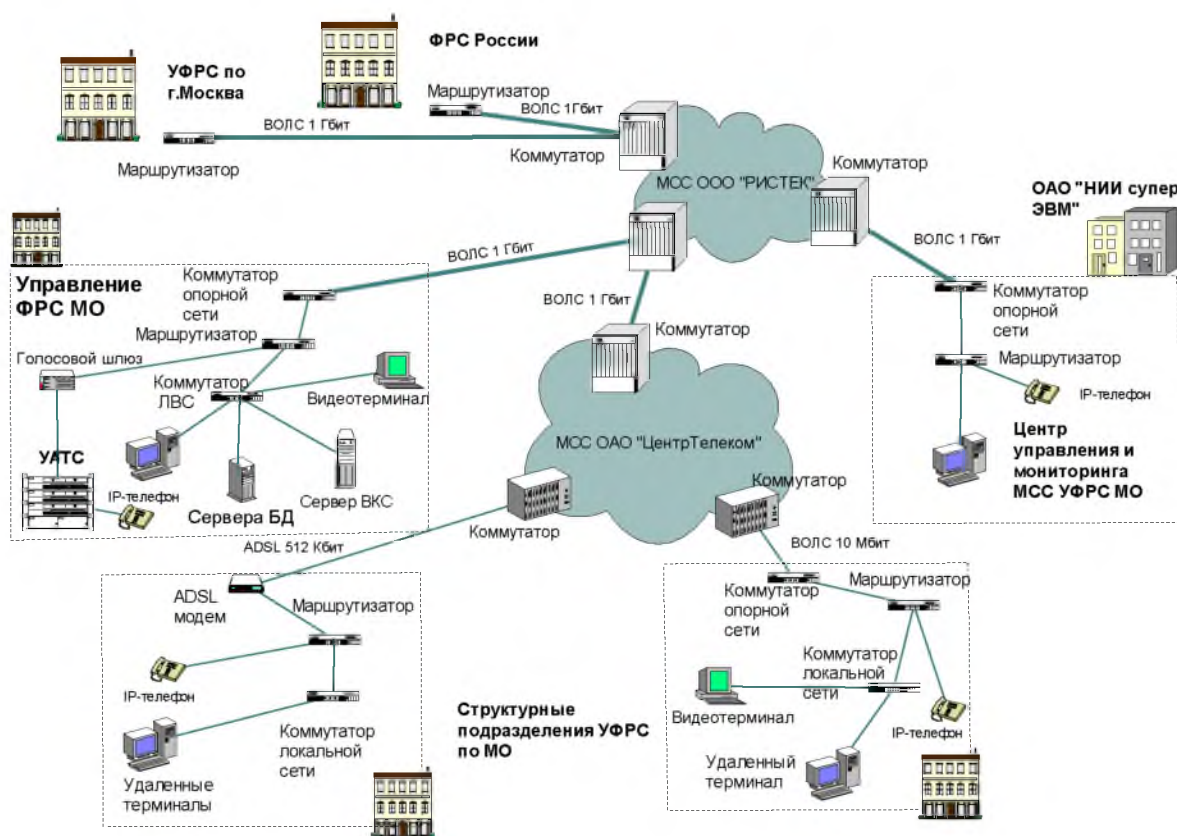 ФРС России
УФРС по
г.Москва
Маршрутизатор
ВОЛС 1Гбит
ВОЛС 1 Гбит
Маршрутизатор
Коммутатор
Коммутатор
МСС ООО "РИСТЕК"
ОАО "НИИ супер
ЭВМ"
ВОЛС 1 Гбит
ВОЛС 1 Гбит
ВОЛС 1 Гбит
Управление
ФРС МО
Коммутатор
опорной
сети
Маршрутизатор
Голосовой шлюз
Коммутатор
ЛВС
Видеотерминал
УАТС
IP-телефон
Сервера БД
Сервер ВКС
Коммутатор
МСС ОАО "ЦентрТелеком"
Коммутатор
Коммутатор
Коммутатор
опорной
сети
Маршрутизатор
IP-телефон
Центр
управления и
мониторинга
МСС УФРС МО
ADSL 512 Кбит
ВОЛС 10 Мбит
ADSL
модем
Маршрутизатор
IP-телефон
Коммутатор
локальной
сети
Удаленные
терминалы
Структурные
подразделения УФРС
по МО
Коммутатор
опорной
сети
Маршрутизатор
Коммутатор
локальной
сети
Видеотерминал
IP-телефон
Удаленный
терминал